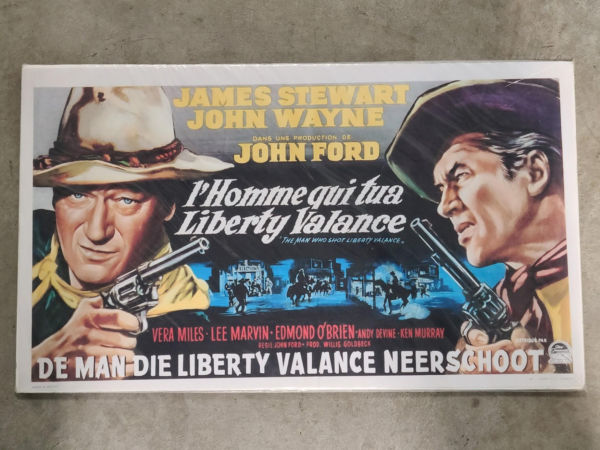 JAMES STEWART
JOHN WAYNE
DANS UNE PRODUCTION DE
JOHN FORD
l'Homme qui tua
Liberty Valance
"THE MAN WHO SHOT LIBERTY VALANCE"
VERA MILES · LEE MARVIN · EDMOND O'BRIEN · ANDY DEVINE · KEN MURRAY
REGIE JOHN FORD · PROD. WILLIS GOLDBECK
DE MAN DIE LIBERTY VALANCE NEERSCHOOT